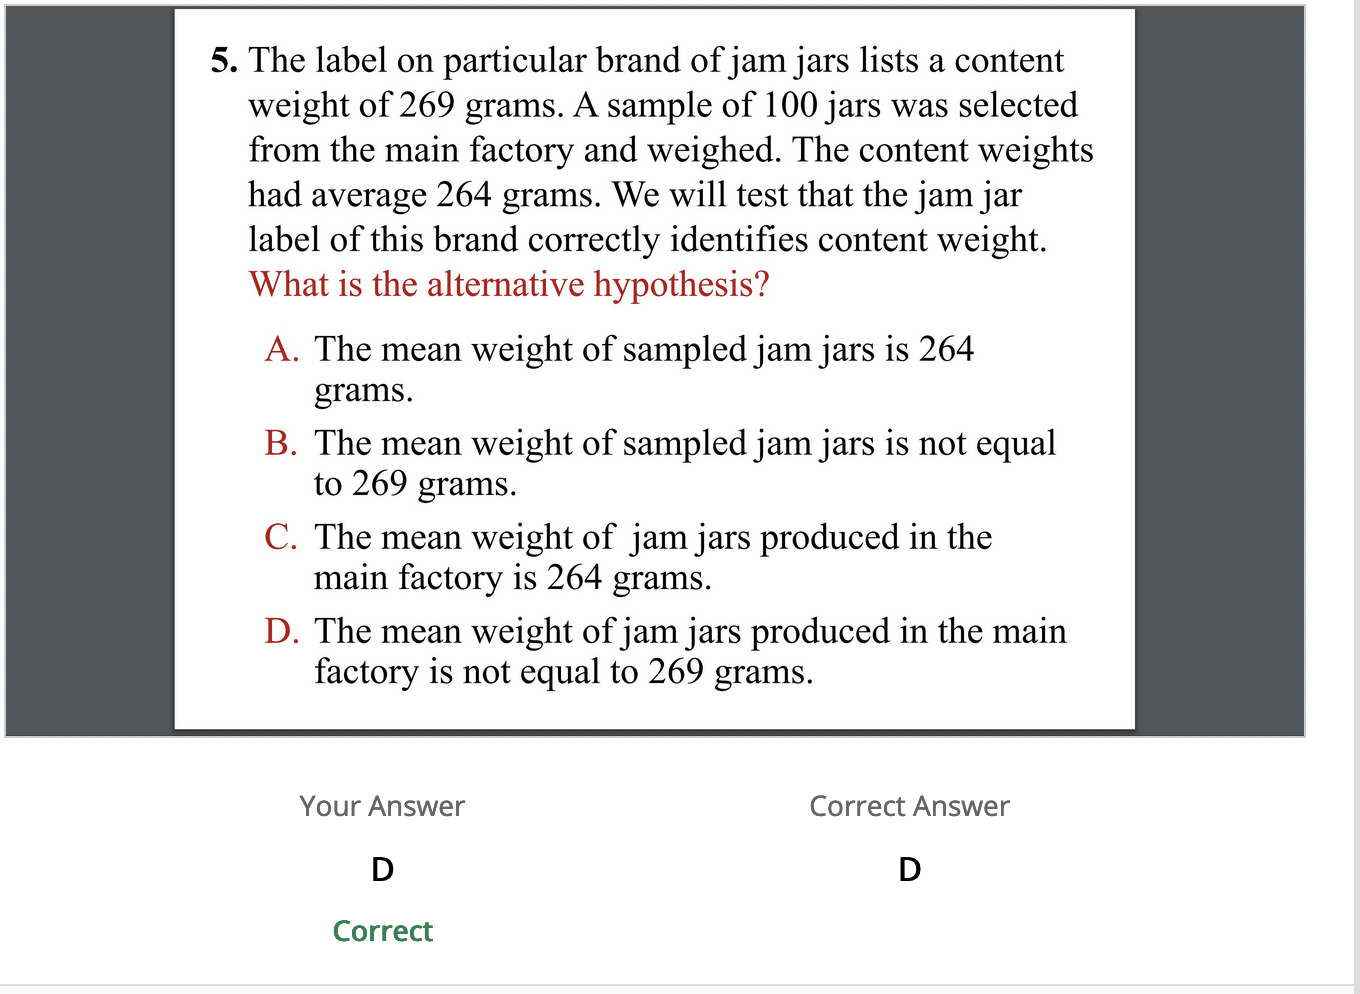 5. The label on particular brand of jam jars lists a content
weight of 269 grams. A sample of 100 jars was selected
from the main factory and weighed. The content weights
had average 264 grams. We will test that the jam jar
label of this brand correctly identifies content weight.
What is the alternative hypothesis?
A. The mean weight of sampled jam jars is 264
grams.
B. The mean weight of sampled jam jars is not equal
to 269 grams.
C. The mean weight of jam jars produced in the
main factory is 264 grams.
D. The mean weight of jam jars produced in the main
factory is not equal to 269 grams.
Your Answer
Correct Answer
D
D
Correct